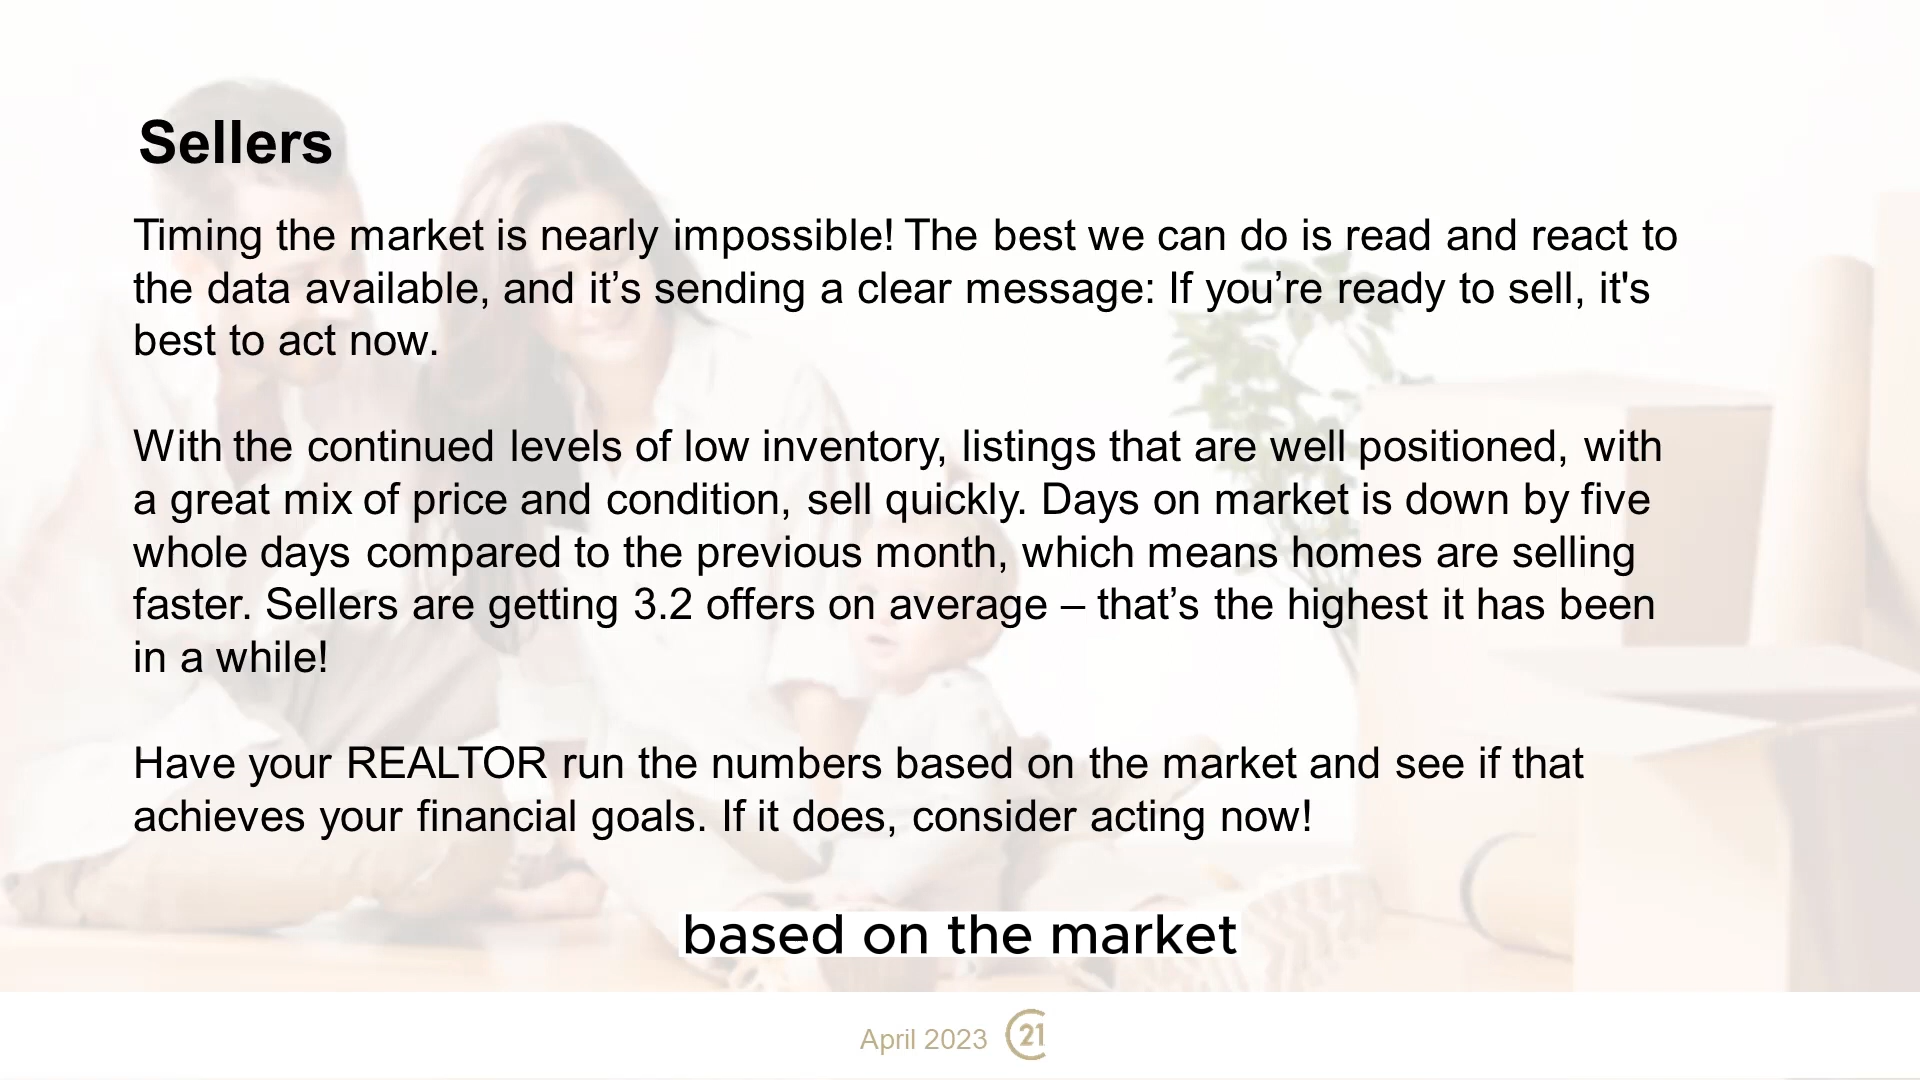 Sellers
Timing the market is nearly impossible! The best we can do is read and react to
the data available, and it’s sending a clear message: If you’re ready to sell, it's
best to act now.
With the continued levels of low inventory, listings that are well positioned, with
a great mix of price and condition, sell quickly. Days on market is down by five
whole days compared to the previous month, which means homes are selling
faster. Sellers are getting 3.2 offers on average – that’s the highest it has been
in a while!
Have your REALTOR run the numbers based on the market and see if that
achieves your financial goals. If it does, consider acting now!
based on the market
April 2023 C21